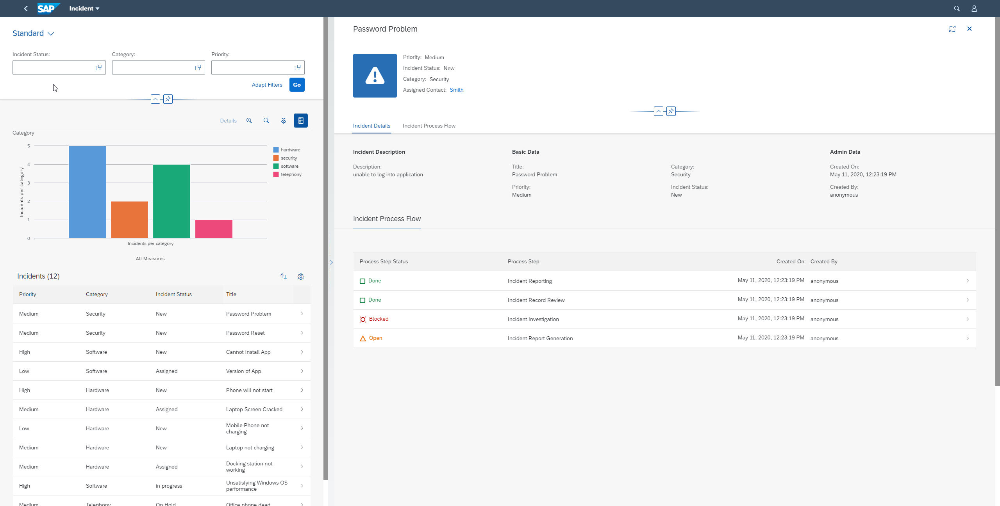 SAP
Incident
Standard
Incident Status:
Category:
Priority:
Adapt Filters
Go
Details
Category
Incidents per category
5
4
3
2
1
0
hardware
security
software
telephony
Incidents per category
All Measures
Incidents (12)
Priority Category Incident Status Title
Medium Security New Password Problem
Medium Security New Password Reset
High Software New Cannot Install App
Low Software Assigned Version of App
High Hardware New Phone will not start
Medium Hardware Assigned Laptop Screen Cracked
Low Hardware New Mobile Phone not
charging
Medium Hardware New Laptop not charging
Medium Hardware Assigned Docking station not
working
High Software in progress Unsatisfying Windows OS
performance
Medium Telephony On Hold Office phone dead
Password Problem
Priority: Medium
Incident Status: New
Category: Security
Assigned Contact: Smith
Incident Details Incident Process Flow
Incident Description
Description:
unable to log into application
Basic Data
Title:
Password Problem
Priority:
Medium
Category:
Security
Incident Status:
New
Admin Data
Created On:
May 11, 2020, 12:23:19 PM
Created By:
anonymous
Incident Process Flow
Process Step Status Process Step Created On Created By
Done Incident Reporting May 11, 2020, 12:23:19 PM anonymous
Done Incident Record Review May 11, 2020, 12:23:19 PM anonymous
Blocked Incident Investigation May 11, 2020, 12:23:19 PM anonymous
Open Incident Report Generation May 11, 2020, 12:23:19 PM anonymous